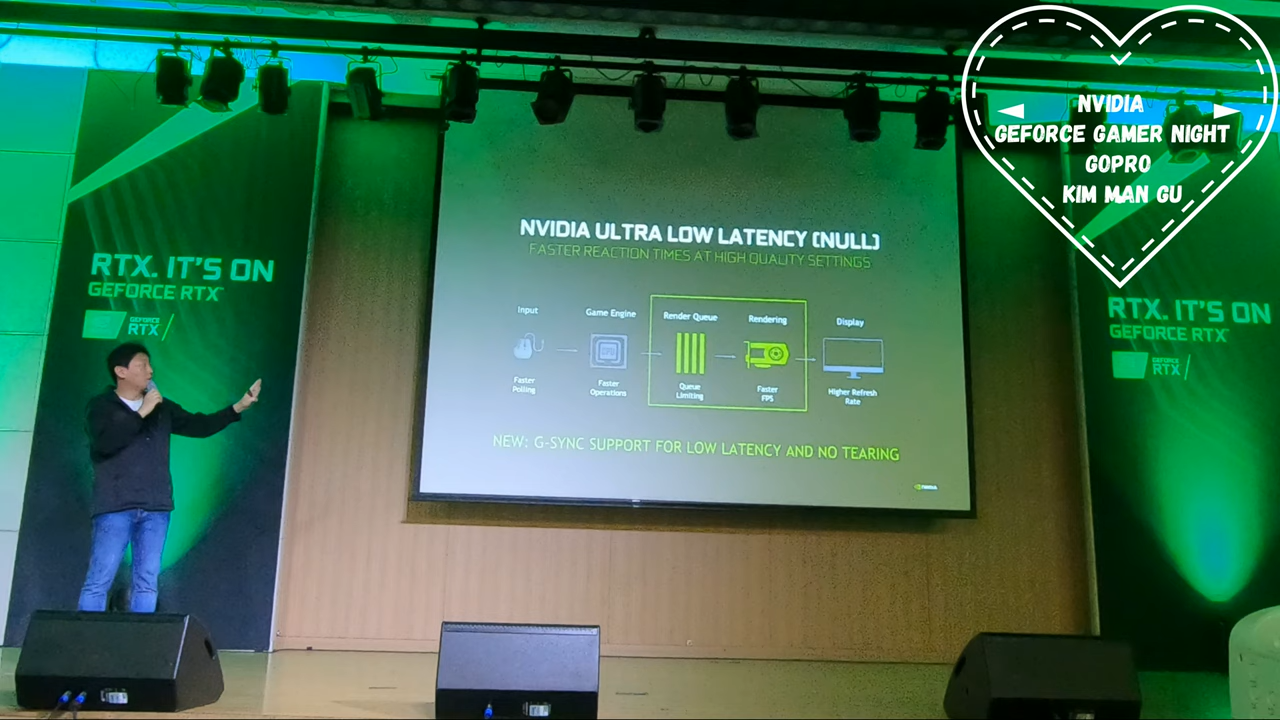 NVIDIA
GEFORCE GAMER NIGHT
GOPRO
KIM MAN GU
RTX. IT'S ON
GEFORCE RTX
GEFORCE
RTX
NVIDIA ULTRA LOW LATENCY (NULL)
FASTER REACTION TIMES AT HIGH QUALITY SETTINGS
Input
Game Engine
Render Queue
Rendering
Display
CPU
Faster
Polling
Faster
Operations
Queue
Limiting
Faster
FPS
Higher Refresh
Rate
NEW: G-SYNC SUPPORT FOR LOW LATENCY AND NO TEARING
NVIDIA
RTX. IT'S ON
GEFORCE RTX
GEFORCE
RTX